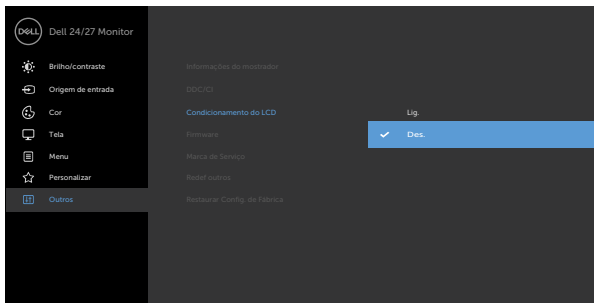 DELL Dell 24/27 Monitor
Brilho/contraste
Origem de entrada
Cor
Tela
Menu
Personalizar
Outros
Informações do mostrador
DDC/CI
Condicionamento do LCD
Firmware
Marca de Serviço
Redef outros
Restaurar Config. de Fábrica
Lig.
Des.